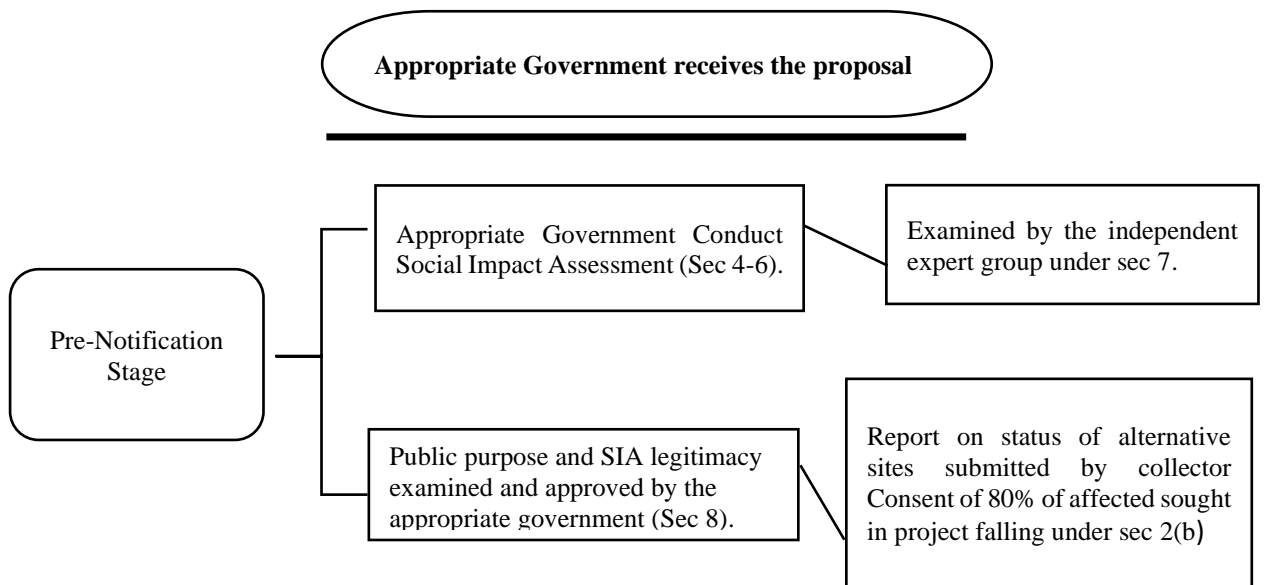 Appropriate Government receives the proposal
Appropriate Government Conduct
Social Impact Assessment (Sec 4-6).
Examined by the independent
expert group under sec 7.
Pre-Notification
Stage
Public purpose and SIA legitimacy
examined and approved by the
appropriate government (Sec 8).
Report on status of alternative
sites submitted by collector
Consent of 80% of affected sought
in project falling under sec 2(b)